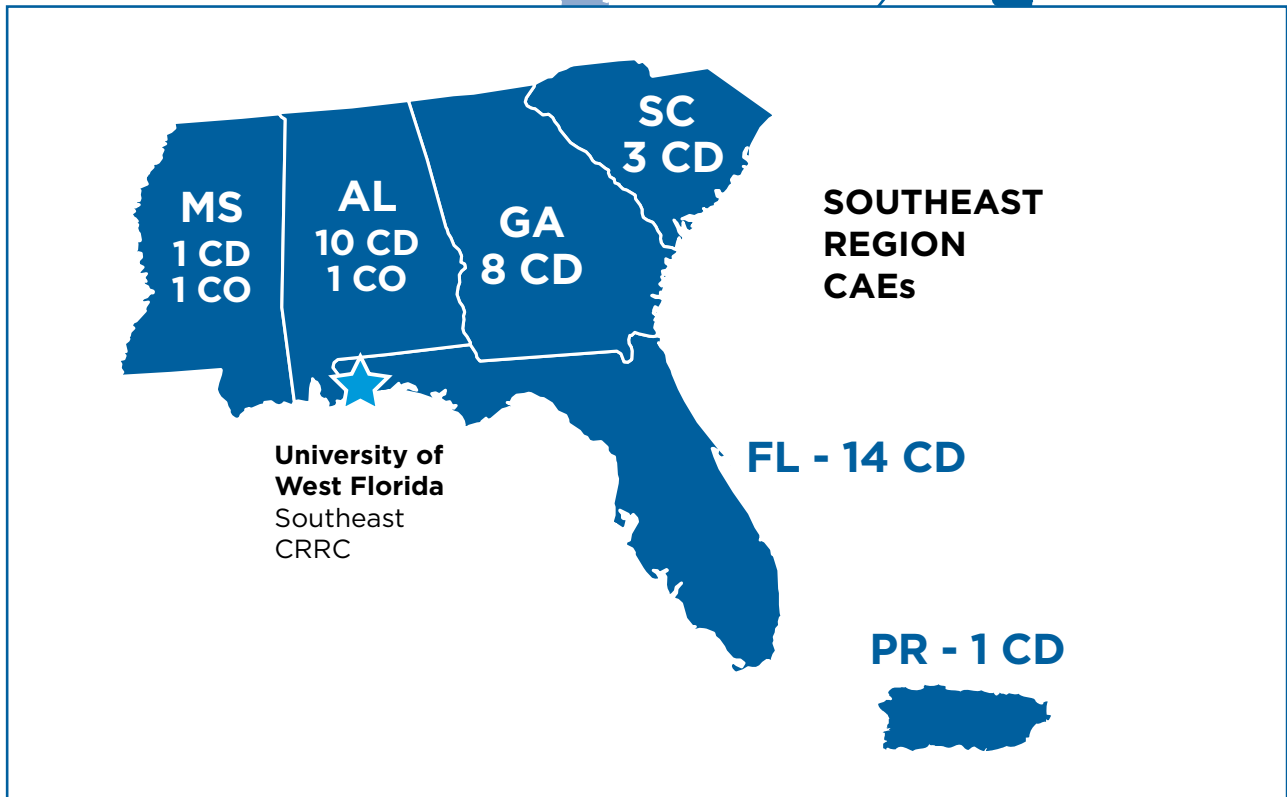 SC
3 CD
MS
1 CD
1 CO
AL
10 CD
1 CO
GA
8 CD
SOUTHEAST
REGION
CAEs
University of
West Florida
Southeast
CRRC
FL - 14 CD
PR - 1 CD